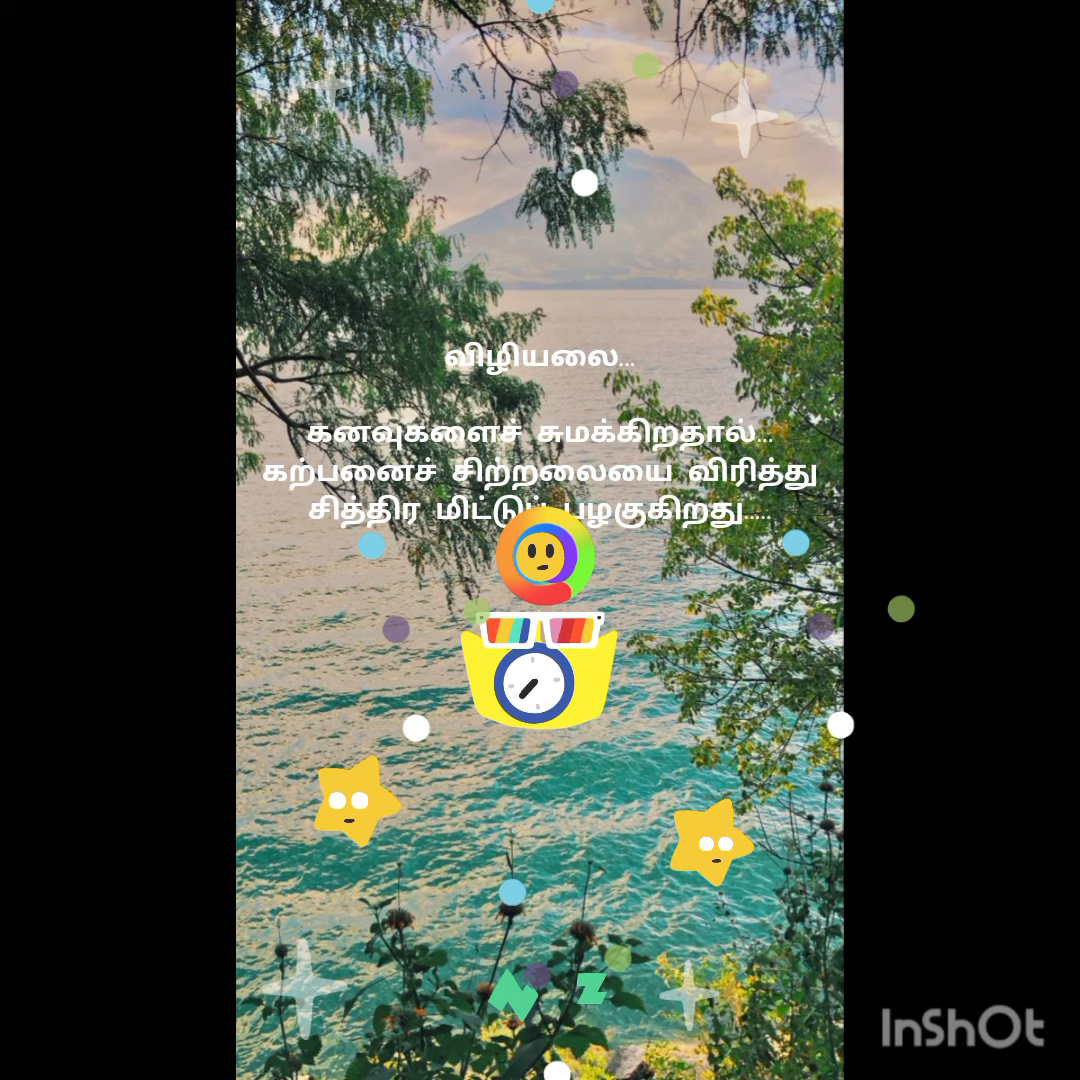 விழியலை...
கனவுகளைச் சுமக்கிறதால்...
கற்பனைச் சிற்றலையை விரித்து
சித்திர மிட்டுப் பழகுகிறது.....
N z
InShOt